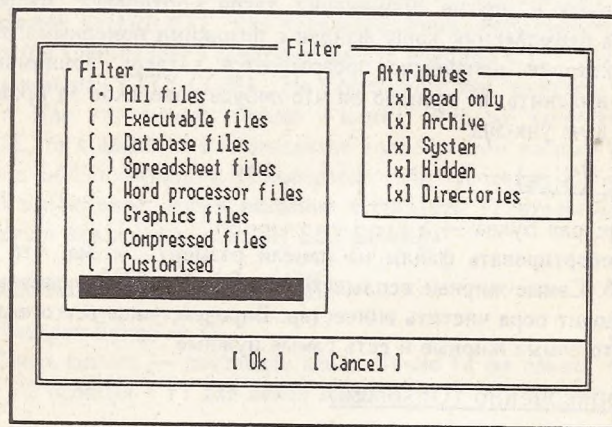 Filter
Filter
(•) All files
( ) Executable files
( ) Database files
( ) Spreadsheet files
( ) Word processor files
( ) Graphics files
( ) Compressed files
( ) Customised
Attributes
[x] Read only
[x] Archive
[x] System
[x] Hidden
[x] Directories
[ Ok ] [ Cancel ]